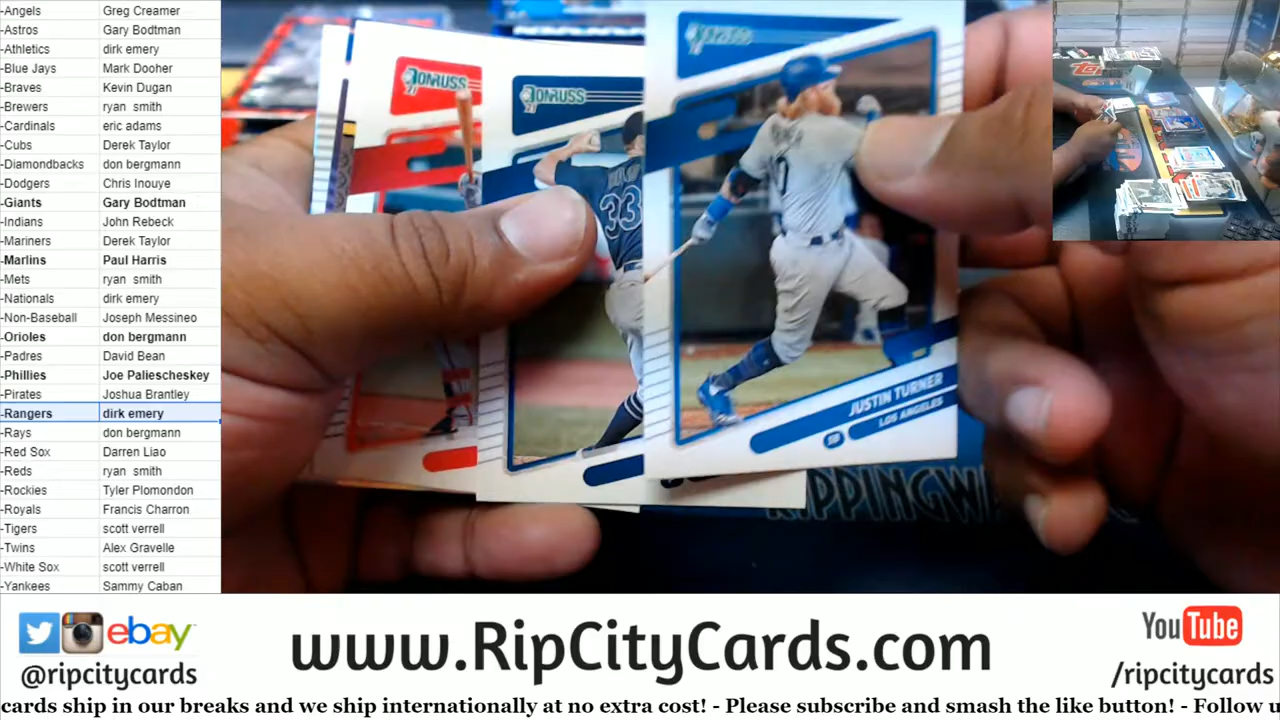 -Angels Greg Creamer
-Astros Gary Bodtman
-Athletics dirk emery
-Blue Jays Mark Dooher
-Braves Kevin Dugan
-Brewers ryan smith
-Cardinals eric adams
-Cubs Derek Taylor
-Diamondbacks don bergmann
-Dodgers Chris Inouye
-Giants Gary Bodtman
-Indians John Rebeck
-Mariners Derek Taylor
-Marlins Paul Harris
-Mets ryan smith
-Nationals dirk emery
-Non-Baseball Joseph Messineo
-Orioles don bergmann
-Padres David Bean
-Phillies Joe Paliescheskey
-Pirates Joshua Brantley
-Rangers dirk emery
-Rays don bergmann
-Red Sox Darren Liao
-Reds ryan smith
-Rockies Tyler Plomondon
-Royals Francis Charron
-Tigers scott verrell
-Twins Alex Gravelle
-White Sox scott verrell
-Yankees Sammy Caban
DONRUSS
DONRUSS
33
JUSTIN TURNER
3B LOS ANGELES
ebay
@ripcitycards
www.RipCityCards.com
YouTube
/ripcitycards
cards ship in our breaks and we ship internationally at no extra cost! - Please subscribe and smash the like button! - Follow u